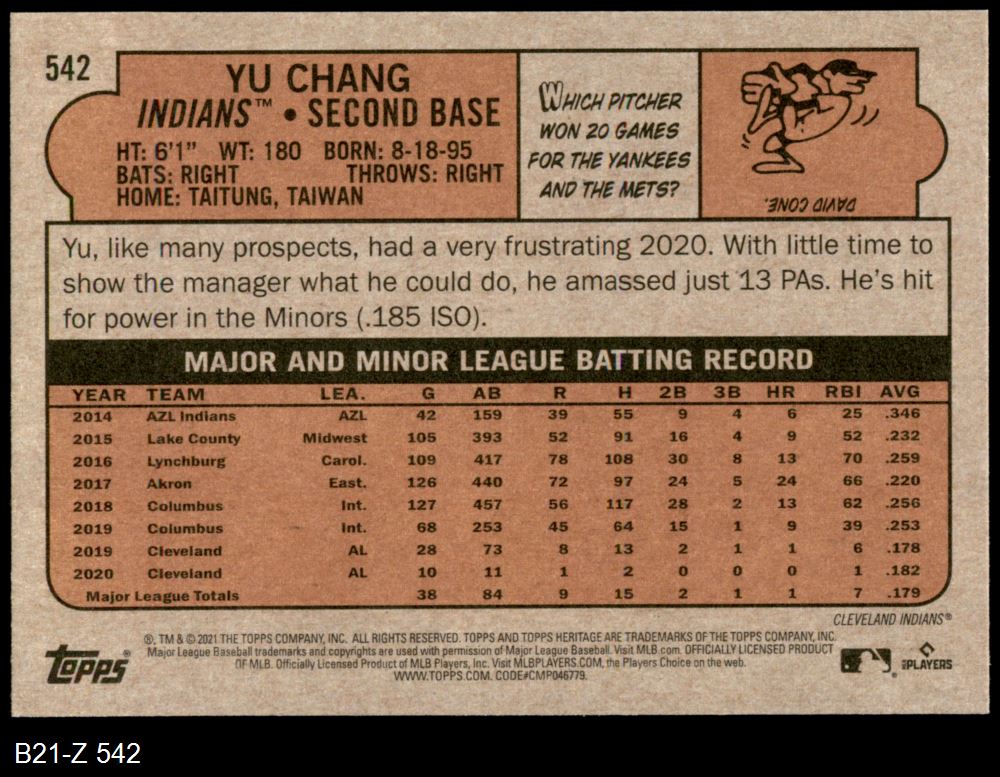 542
YU CHANG
INDIANS™ • SECOND BASE
HT: 6'1" WT: 180 BORN: 8-18-95
BATS: RIGHT THROWS: RIGHT
HOME: TAITUNG, TAIWAN
WHICH PITCHER
WON 20 GAMES
FOR THE YANKEES
AND THE METS?
DAVID CONE.
Yu, like many prospects, had a very frustrating 2020. With little time to
show the manager what he could do, he amassed just 13 PAs. He's hit
for power in the Minors (.185 ISO).
MAJOR AND MINOR LEAGUE BATTING RECORD
YEAR TEAM LEA. G AB R H 2B 3B HR RBI AVG
2014 AZL Indians AZL 42 159 39 55 9 4 6 25 .346
2015 Lake County Midwest 105 393 52 91 16 4 9 52 .232
2016 Lynchburg Carol. 109 417 78 108 30 8 13 70 .259
2017 Akron East. 126 440 72 97 24 5 24 66 .220
2018 Columbus Int. 127 457 56 117 28 2 13 62 .256
2019 Columbus Int. 68 253 45 64 15 1 9 39 .253
2019 Cleveland AL 28 73 8 13 2 1 1 6 .178
2020 Cleveland AL 10 11 1 2 0 0 0 1 .182
Major League Totals 38 84 9 15 2 1 1 7 .179
CLEVELAND INDIANS®
®, TM & © 2021 THE TOPPS COMPANY, INC. ALL RIGHTS RESERVED. TOPPS AND TOPPS HERITAGE ARE TRADEMARKS OF THE TOPPS COMPANY, INC.
Major League Baseball trademarks and copyrights are used with permission of Major League Baseball. Visit MLB.com. OFFICIALLY LICENSED PRODUCT
OF MLB. Officially Licensed Product of MLB Players, Inc. Visit MLBPLAYERS.COM, the Players Choice on the web.
WWW.TOPPS.COM. CODE#CMP046779.
TOPPS®
MLB PLAYERS
B21-Z 542